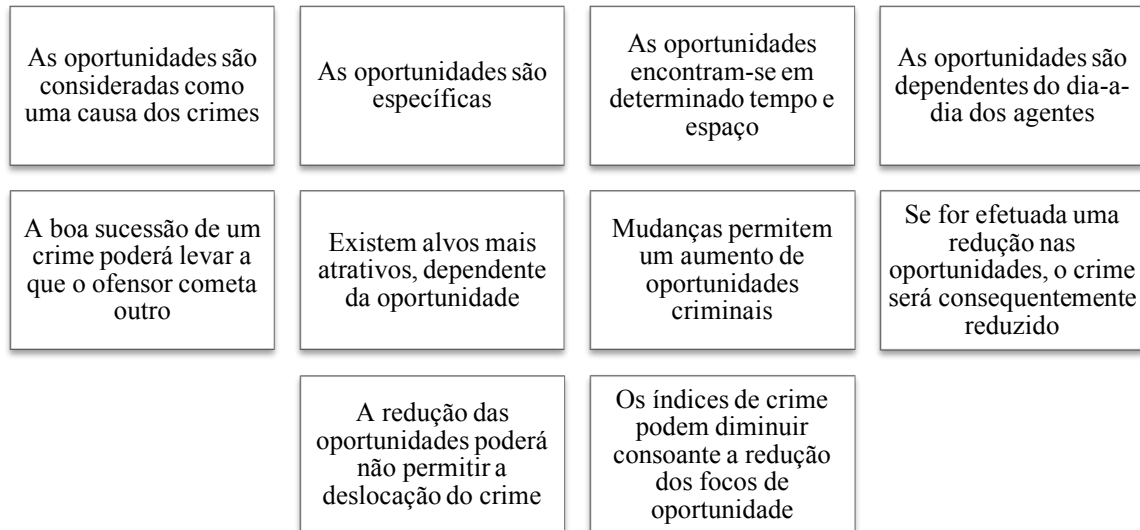 As oportunidades são
consideradas como
uma causa dos crimes
As oportunidades são
específicas
As oportunidades
encontram-se em
determinado tempo e
espaço
As oportunidades são
dependentes do dia-a-
dia dos agentes
A boa sucessão de um
crime poderá levar a
que o ofensor cometa
outro
Existem alvos mais
atrativos, dependente
da oportunidade
Mudanças permitem
um aumento de
oportunidades
criminais
Se for efetuada uma
redução nas
oportunidades, o crime
será consequentemente
reduzido
A redução das
oportunidades poderá
não permitir a
deslocação do crime
Os índices de crime
podem diminuir
consoante a redução
dos focos de
oportunidade